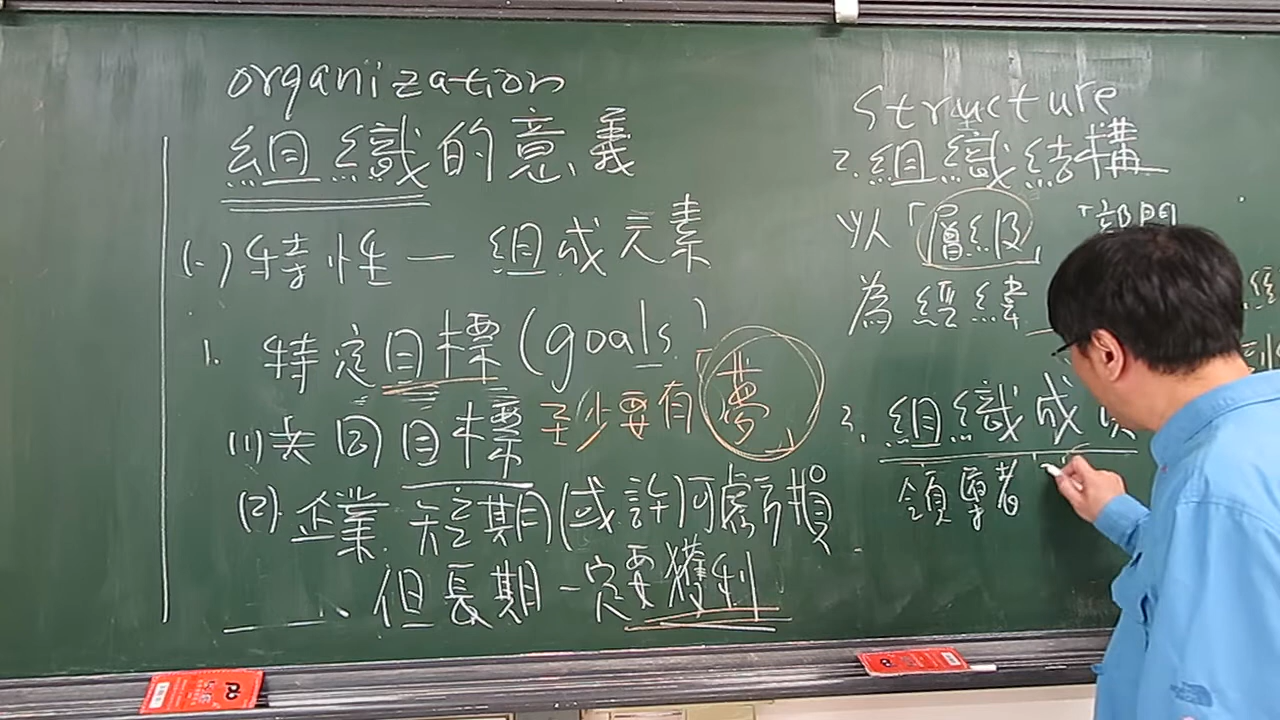 organization
組織的意義
(一)特性—組成元素
1. 特定目標(goals)
(1)共同目標 至少要有「夢」
(2).企業短期(或許)可虧損
但長期一定要獲利
structure
2.組織結構
以「層級」「部門
為經緯
3.組織成員
領導者